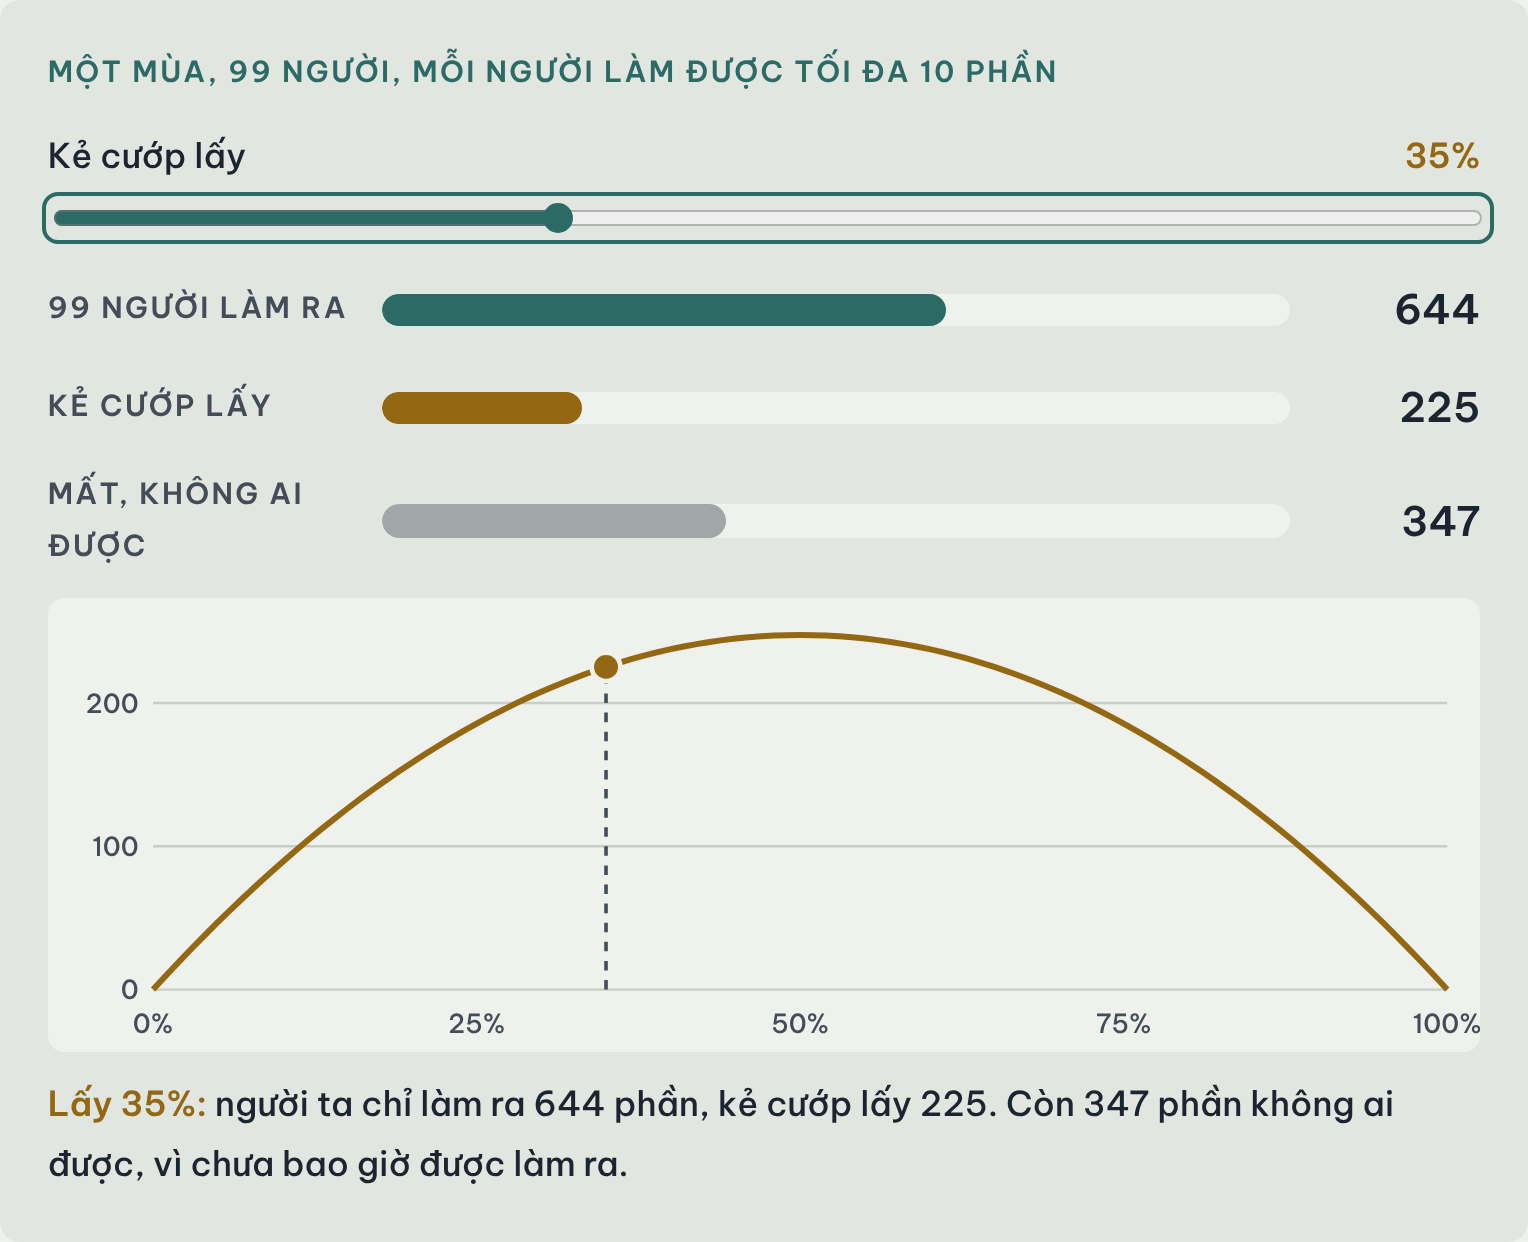 MỘT MÙA, 99 NGƯỜI, MỖI NGƯỜI LÀM ĐƯỢC TỐI ĐA 10 PHẦN
Kẻ cướp lấy 35%
99 NGƯỜI LÀM RA 644
KẺ CƯỚP LẤY 225
MẤT, KHÔNG AI
ĐƯỢC 347
200
100
0
0% 25% 50% 75% 100%
Lấy 35%: người ta chỉ làm ra 644 phần, kẻ cướp lấy 225. Còn 347 phần không ai
được, vì chưa bao giờ được làm ra.